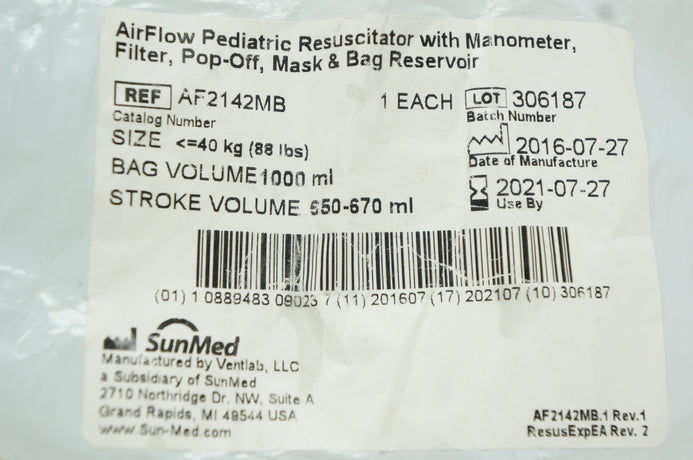 AirFlow Pediatric Resuscitator with Manometer,
Filter, Pop-Off, Mask & Bag Reservoir
REF AF2142MB 1 EACH LOT 306187
Catalog Number Batch Number
SIZE <=40 kg (88 lbs) 2016-07-27
Date of Manufacture
BAG VOLUME 1000 ml 2021-07-27
Use By
STROKE VOLUME 650-670 ml
(01) 1 0889483 09023 7 (11) 201607 (17) 202107 (10) 306187
SunMed
Manufactured by Ventlab, LLC
a Subsidiary of SunMed
2710 Northridge Dr. NW, Suite A
Grand Rapids, MI 49544 USA
www.Sun-Med.com
AF2142MB.1 Rev.1
ResusExpEA Rev. 2